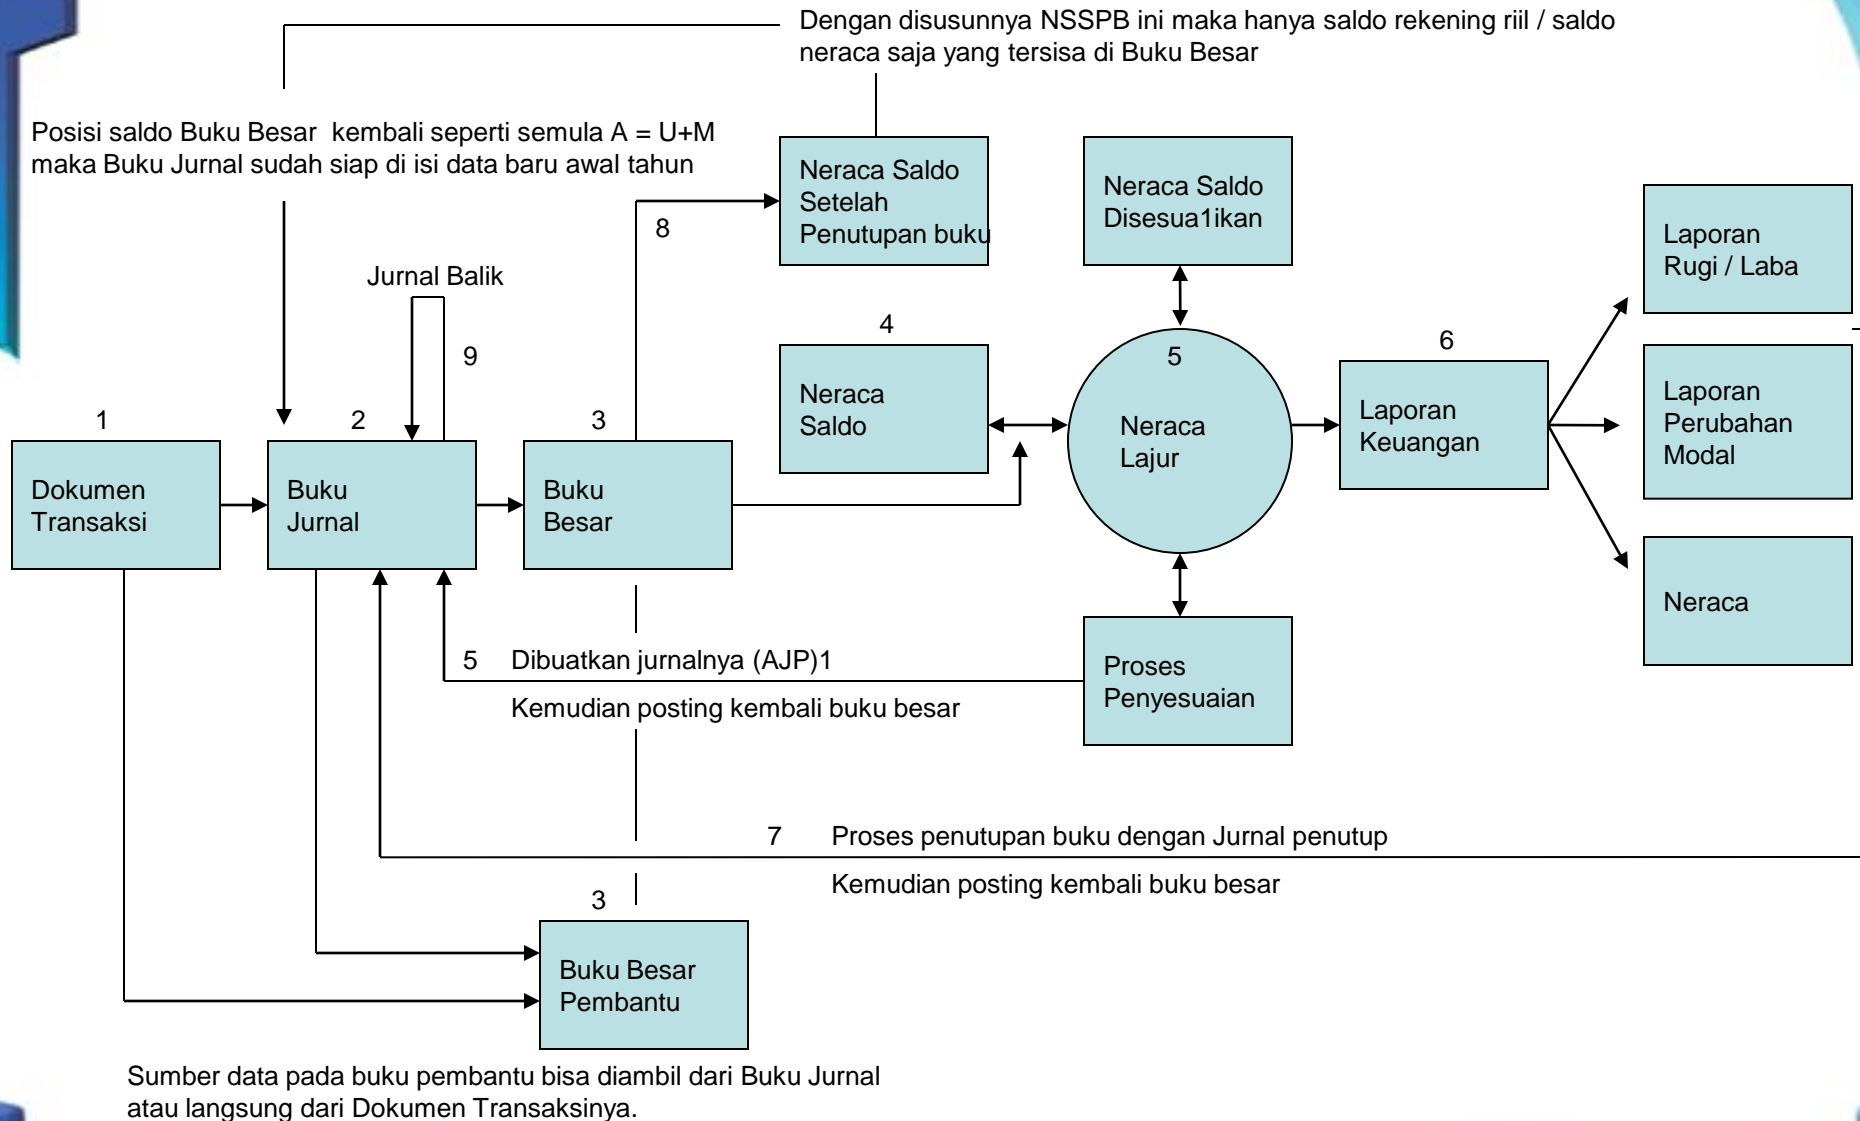 Dengan disusunnya NSSPB ini maka hanya saldo rekening riil / saldo
neraca saja yang tersisa di Buku Besar
Posisi saldo Buku Besar  kembali seperti semula A = U+M
maka Buku Jurnal sudah siap di isi data baru awal tahun
Neraca Saldo
Setelah
Penutupan buku
Neraca Saldo
Disesua1ikan
Laporan
Rugi / Laba
8
Jurnal Balik
9
4
Neraca
Saldo
5
Neraca
Lajur
6
Laporan
Keuangan
Laporan
Perubahan
Modal
1
Dokumen
Transaksi
2
Buku
Jurnal
3
Buku
Besar
Neraca
5 Dibuatkan jurnalnya (AJP)1
Kemudian posting kembali buku besar
Proses
Penyesuaian
7 Proses penutupan buku dengan Jurnal penutup
Kemudian posting kembali buku besar
3
Buku Besar
Pembantu
Sumber data pada buku pembantu bisa diambil dari Buku Jurnal
atau langsung dari Dokumen Transaksinya.